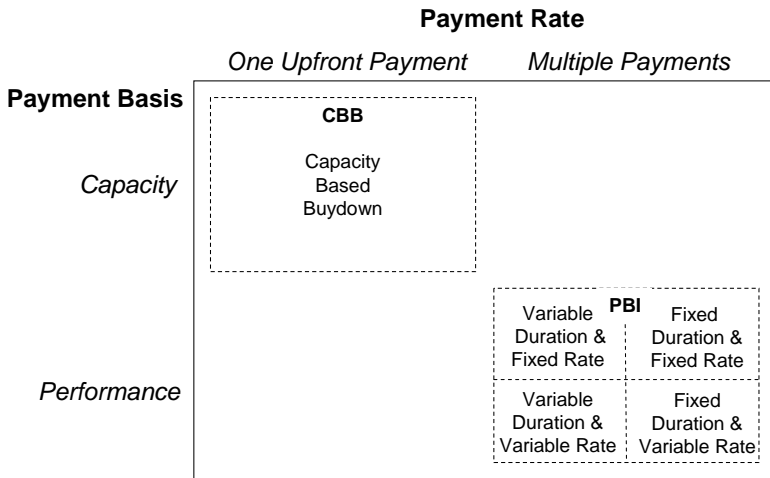 Payment Rate
One Upfront Payment
Multiple Payments
Payment Basis
CBB
Capacity
Based
Buydown
Capacity
PBI
Variable
Duration &
Fixed Rate
Fixed
Duration &
Fixed Rate
Performance
Variable
Duration &
Variable Rate
Fixed
Duration &
Variable Rate